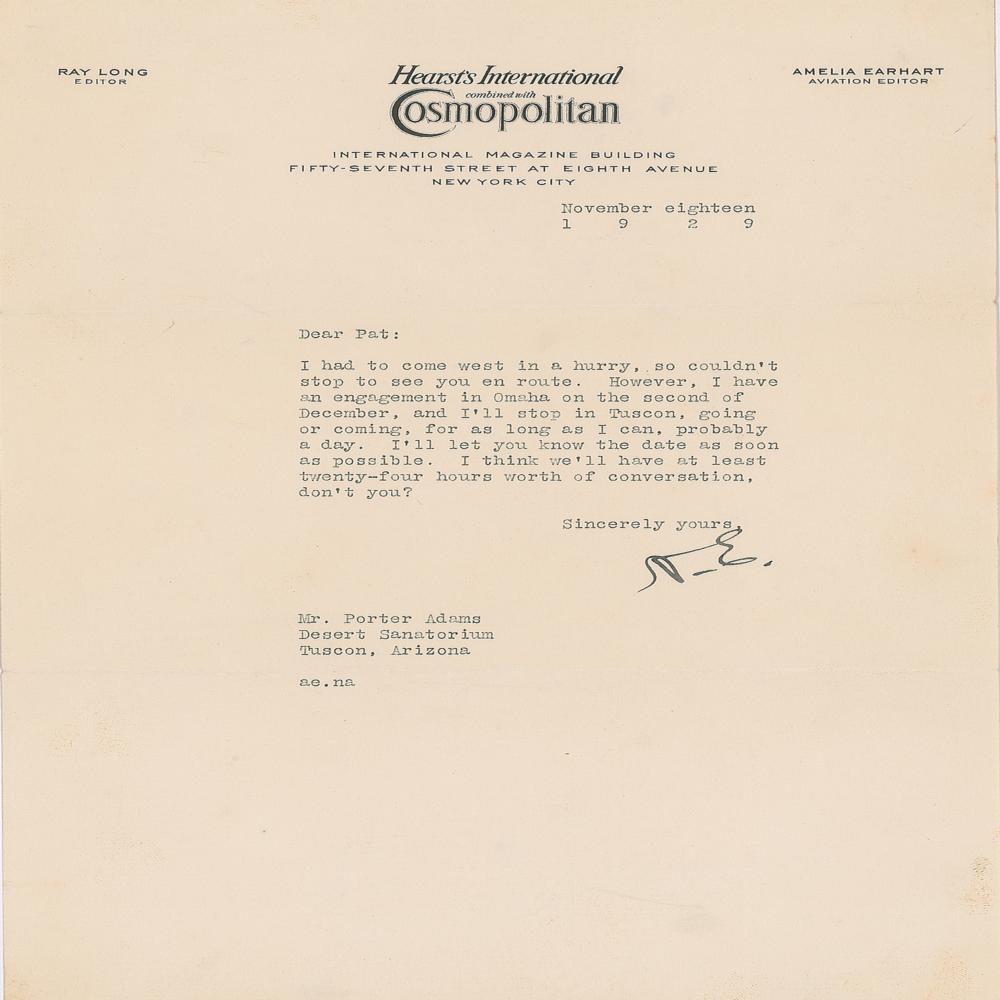 RAY LONG
EDITOR
Hearst's International
combined with
Cosmopolitan
AMELIA EARHART
AVIATION EDITOR
INTERNATIONAL MAGAZINE BUILDING
FIFTY-SEVENTH STREET AT EIGHTH AVENUE
NEW YORK CITY
November eighteen
1 9 2 9
Dear Pat:
I had to come west in a hurry, so couldn't
stop to see you en route. However, I have
an engagement in Omaha on the second of
December, and I'll stop in Tuscon, going
or coming, for as long as I can, probably
a day. I'll let you know the date as soon
as possible. I think we'll have at least
twenty-four hours worth of conversation,
don't you?
Sincerely yours,
A.E.
Mr. Porter Adams
Desert Sanatorium
Tuscon, Arizona
ae.na